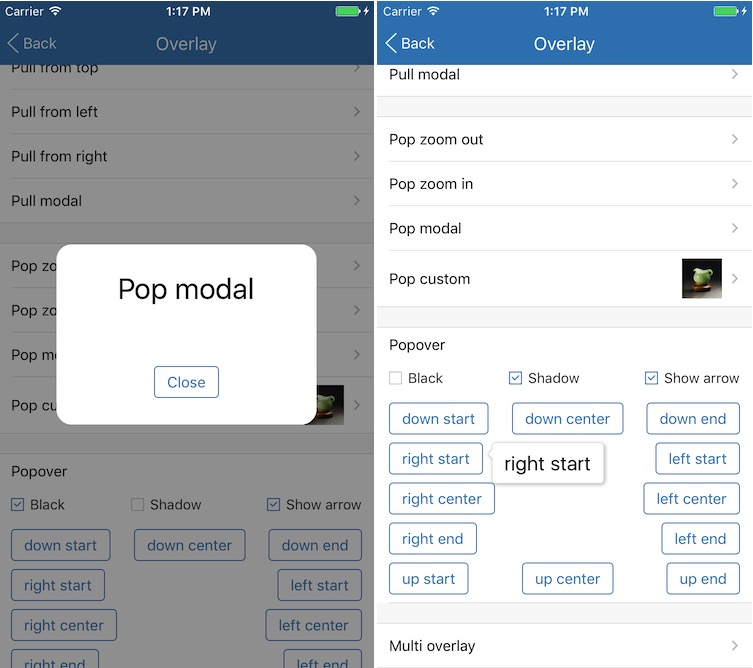 Carrier 1:17 PM
Back Overlay
Pull from top
Pull from left
Pull from right
Pull modal
Pop zo
Pop zo
Pop mo
Pop cu
Pop modal
Close
Popover
Black Shadow Show arrow
down start down center down end
right start left start
right center left center
right end left end
Carrier 1:17 PM
Back Overlay
Pull modal
Pop zoom out
Pop zoom in
Pop modal
Pop custom
Popover
Black Shadow Show arrow
down start down center down end
right start right start left start
right center left center
right end left end
up start up center up end
Multi overlay